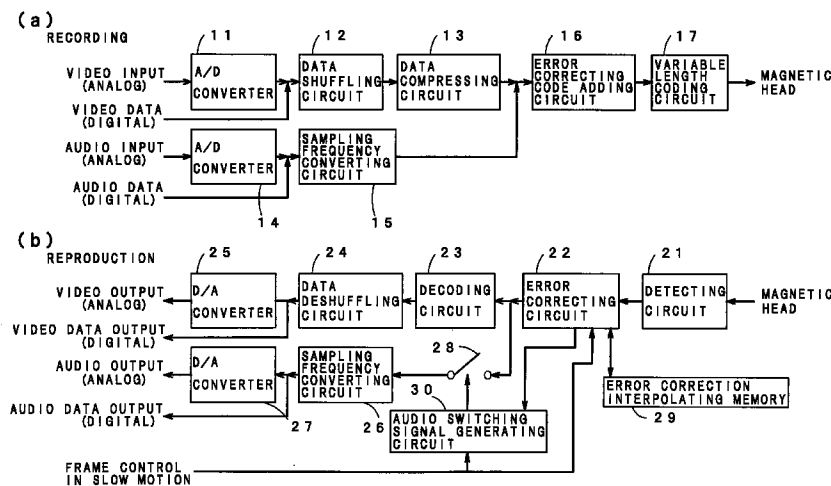 (a)
RECORDING
11
12
13
16
17
VIDEO INPUT
(ANALOG)
VIDEO DATA
(DIGITAL)
AUDIO INPUT
(ANALOG)
AUDIO DATA
(DIGITAL)
A/D
CONVERTER
DATA
SHUFFLING
CIRCUIT
DATA
COMPRESSING
CIRCUIT
ERROR
CORRECTING
CODE ADDING
CIRCUIT
VARIABLE
LENGTH
CODING
CIRCUIT
MAGNETIC
HEAD
A/D
CONVERTER
SAMPLING
FREQUENCY
CONVERTING
CIRCUIT
14
15
(b)
REPRODUCTION
25
24
23
22
21
VIDEO OUTPUT
(ANALOG)
VIDEO DATA OUTPUT
(DIGITAL)
AUDIO OUTPUT
(ANALOG)
AUDIO DATA OUTPUT
(DIGITAL)
D/A
CONVERTER
DATA
DESHUFFLING
CIRCUIT
DECODING
CIRCUIT
ERROR
CORRECTING
CIRCUIT
DETECTING
CIRCUIT
MAGNETIC
HEAD
D/A
CONVERTER
SAMPLING
FREQUENCY
CONVERTING
CIRCUIT
28
30
27
26
AUDIO SWITCHING
SIGNAL GENERATING
CIRCUIT
ERROR CORRECTION
INTERPOLATING MEMORY
29
FRAME CONTROL
IN SLOW MOTION